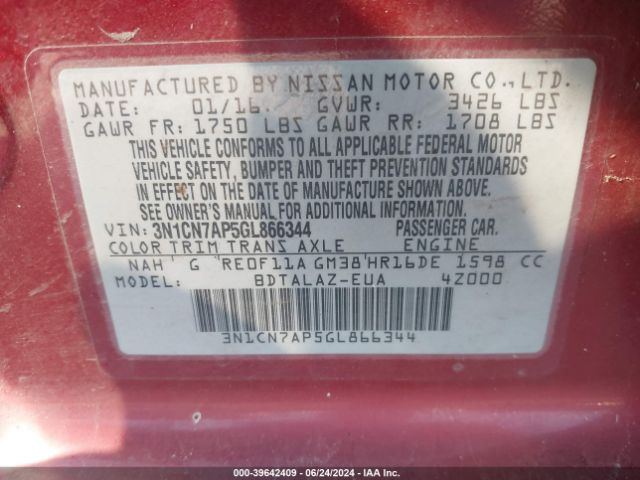 MANUFACTURED BY NISSAN MOTOR CO., LTD.
DATE: 01/16 GVWR: 3426 LBS
GAWR FR: 1750 LBS GAWR RR: 1708 LBS
THIS VEHICLE CONFORMS TO ALL APPLICABLE FEDERAL MOTOR
VEHICLE SAFETY, BUMPER AND THEFT PREVENTION STANDARDS
IN EFFECT ON THE DATE OF MANUFACTURE SHOWN ABOVE.
SEE OWNER'S MANUAL FOR ADDITIONAL INFORMATION.
VIN: 3N1CN7AP5GL866344 PASSENGER CAR.
COLOR TRIM TRANS AXLE ENGINE
NAH G RE0F11A GM38 HR16DE 1598 CC
MODEL: BDTALAZ-EUA 4Z000
3N1CN7AP5GL866344
000-39642409 - 06/24/2024 - IAA Inc.